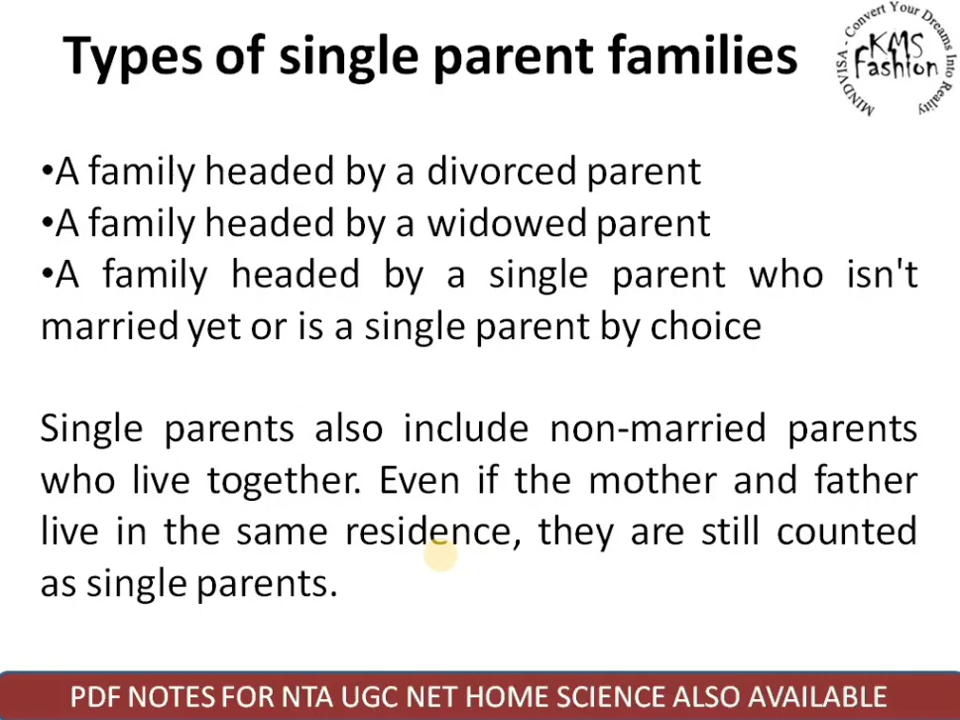 Types of single parent families
MINDVISA - Convert Your Dreams Into Reality
KMS
Fashion
•A family headed by a divorced parent
•A family headed by a widowed parent
•A family headed by a single parent who isn't
married yet or is a single parent by choice
Single parents also include non-married parents
who live together. Even if the mother and father
live in the same residence, they are still counted
as single parents.
PDF NOTES FOR NTA UGC NET HOME SCIENCE ALSO AVAILABLE